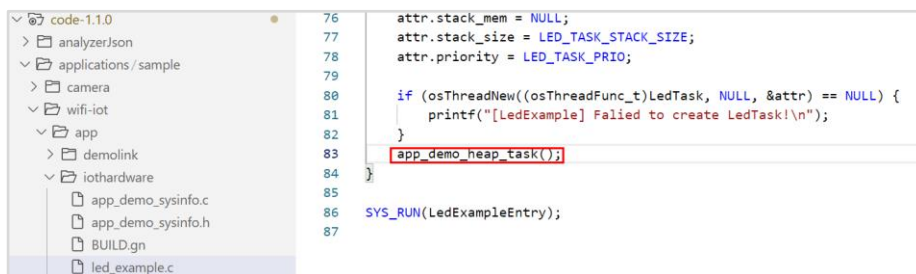 code-1.1.0
analyzerJson
applications / sample
camera
wifi-iot
app
demolink
iothardware
app_demo_sysinfo.c
app_demo_sysinfo.h
BUILD.gn
led_example.c
76 attr.stack_mem = NULL;
77 attr.stack_size = LED_TASK_STACK_SIZE;
78 attr.priority = LED_TASK_PRIO;
79
80 if (osThreadNew((osThreadFunc_t)LedTask, NULL, &attr) == NULL) {
81 printf("[LedExample] Falied to create LedTask!\n");
82 }
83 app_demo_heap_task();
84 }
85
86 SYS_RUN(LedExampleEntry);
87